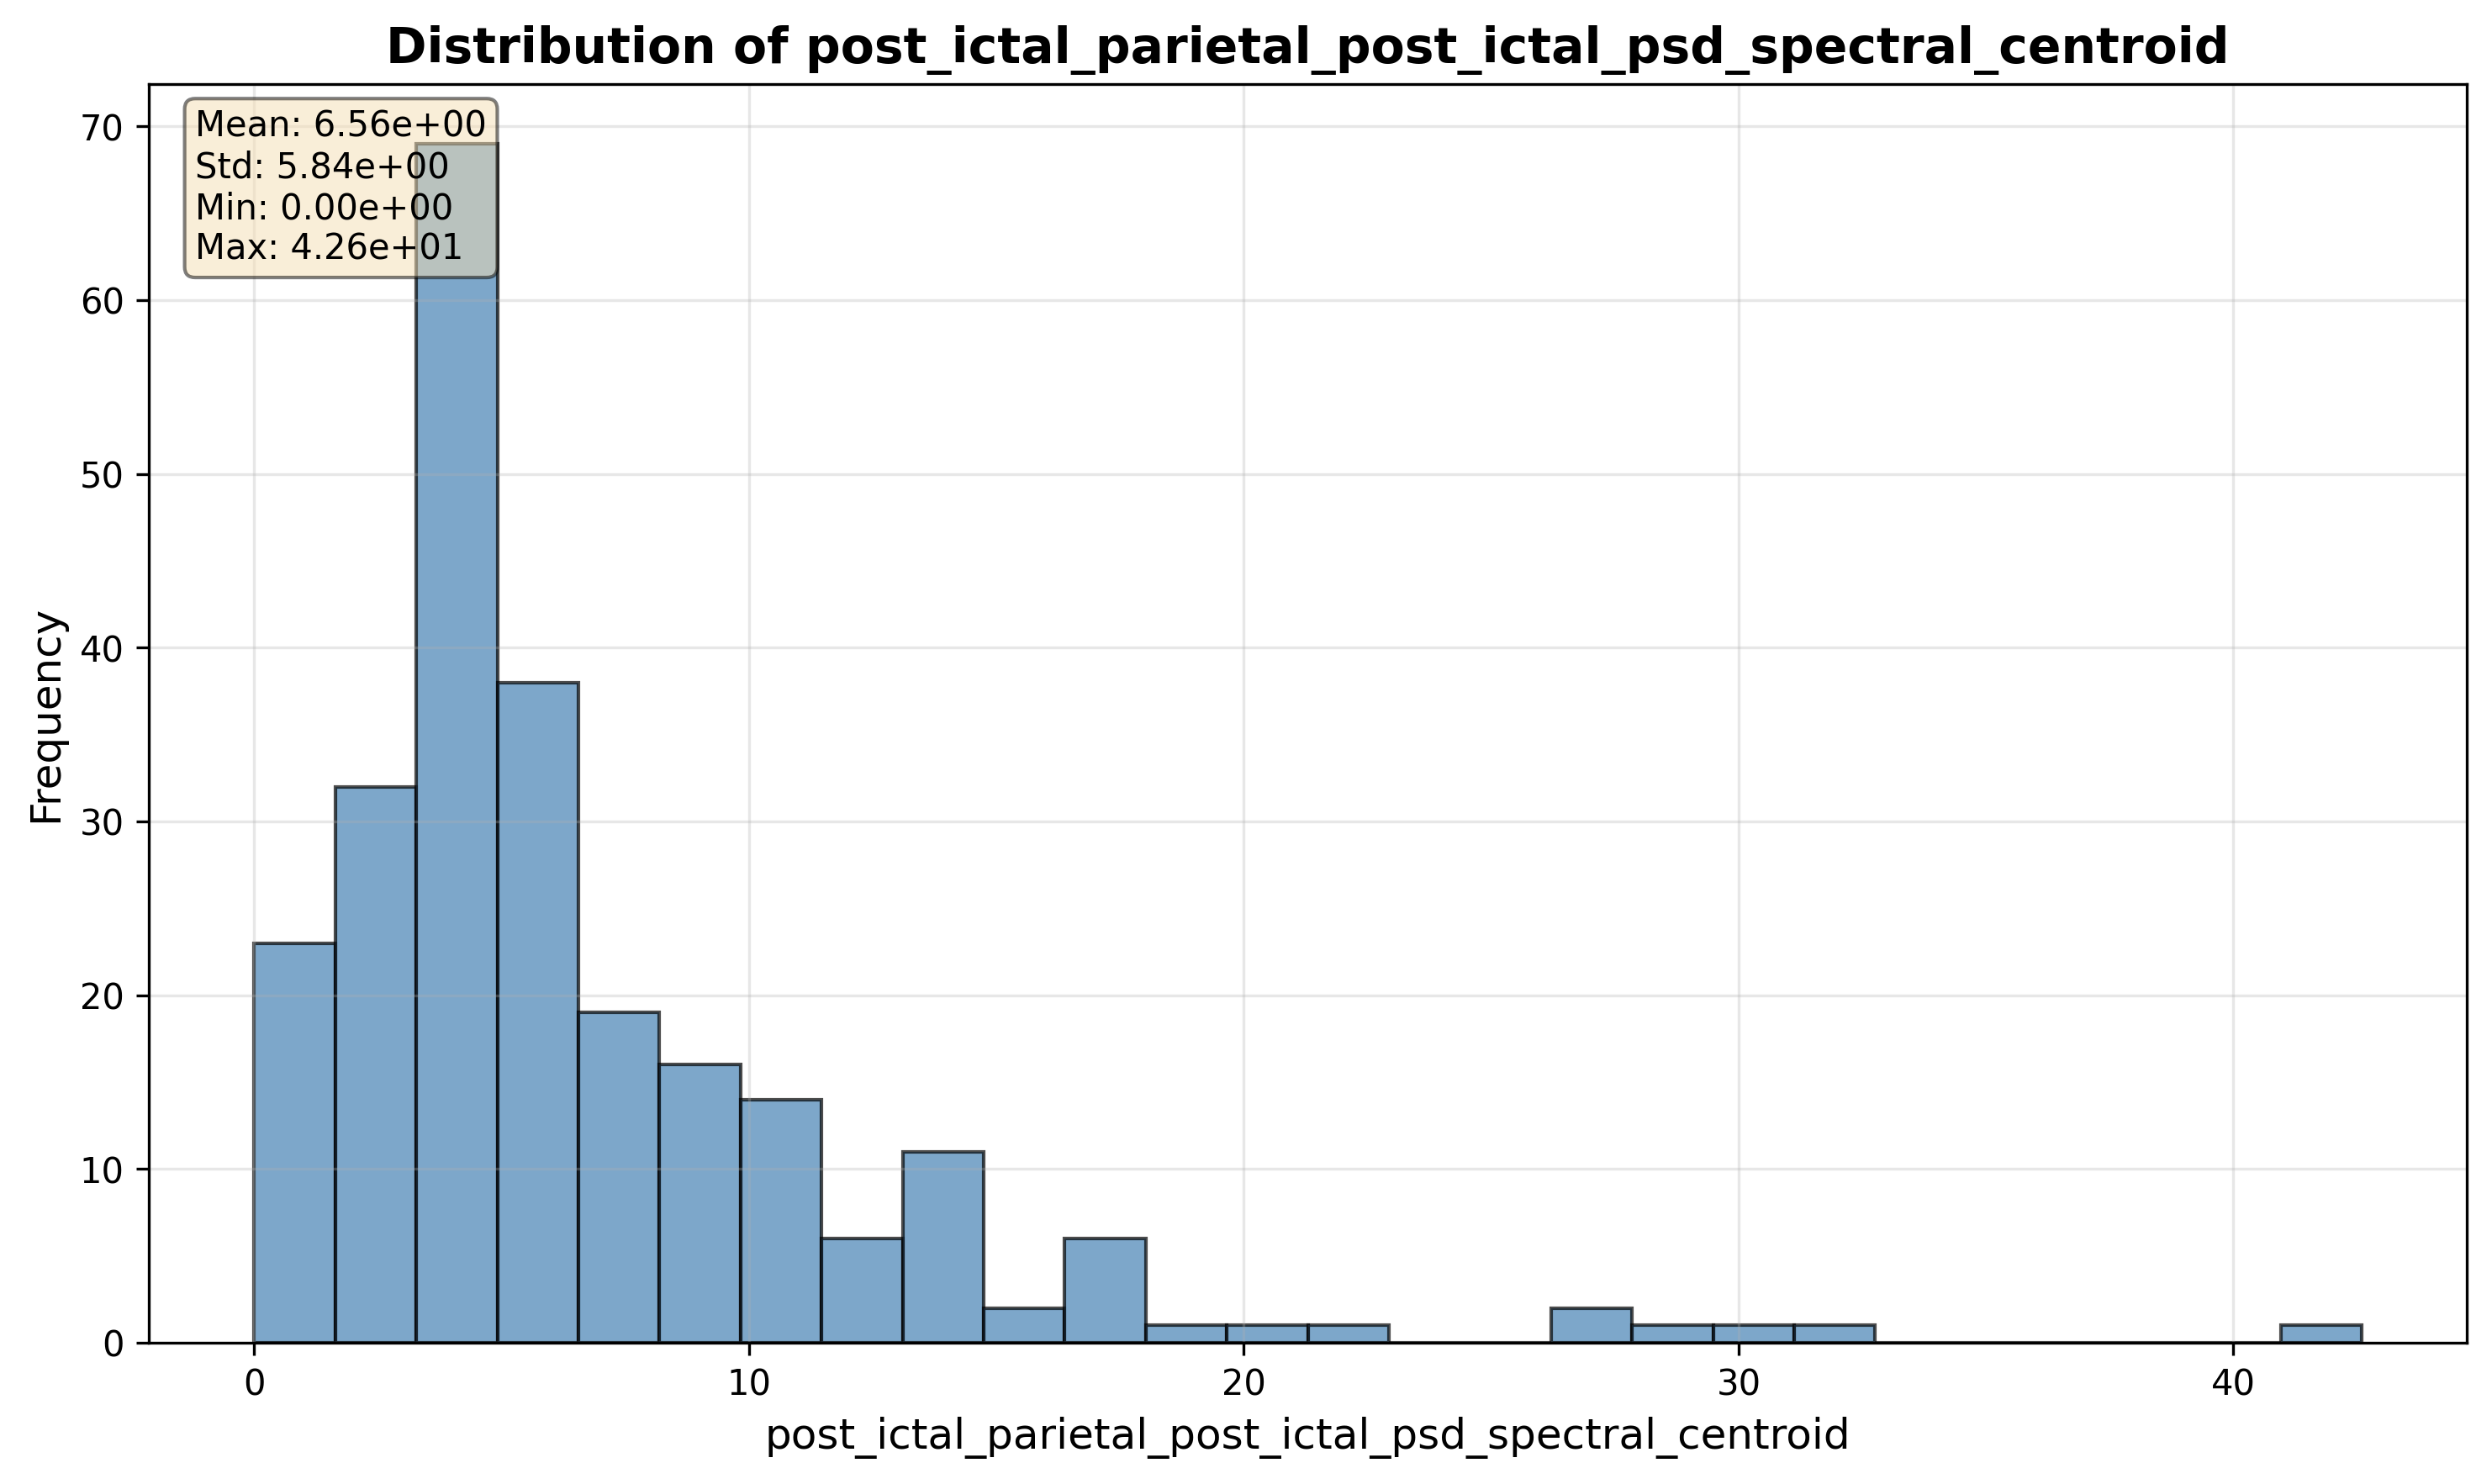 Distribution of post_ictal_parietal_post_ictal_psd_spectral_centroid
Mean: 6.56e+00
Std: 5.84e+00
Min: 0.00e+00
Max: 4.26e+01
Frequency
70
60
50
40
30
20
10
0
0 10 20 30 40
post_ictal_parietal_post_ictal_psd_spectral_centroid